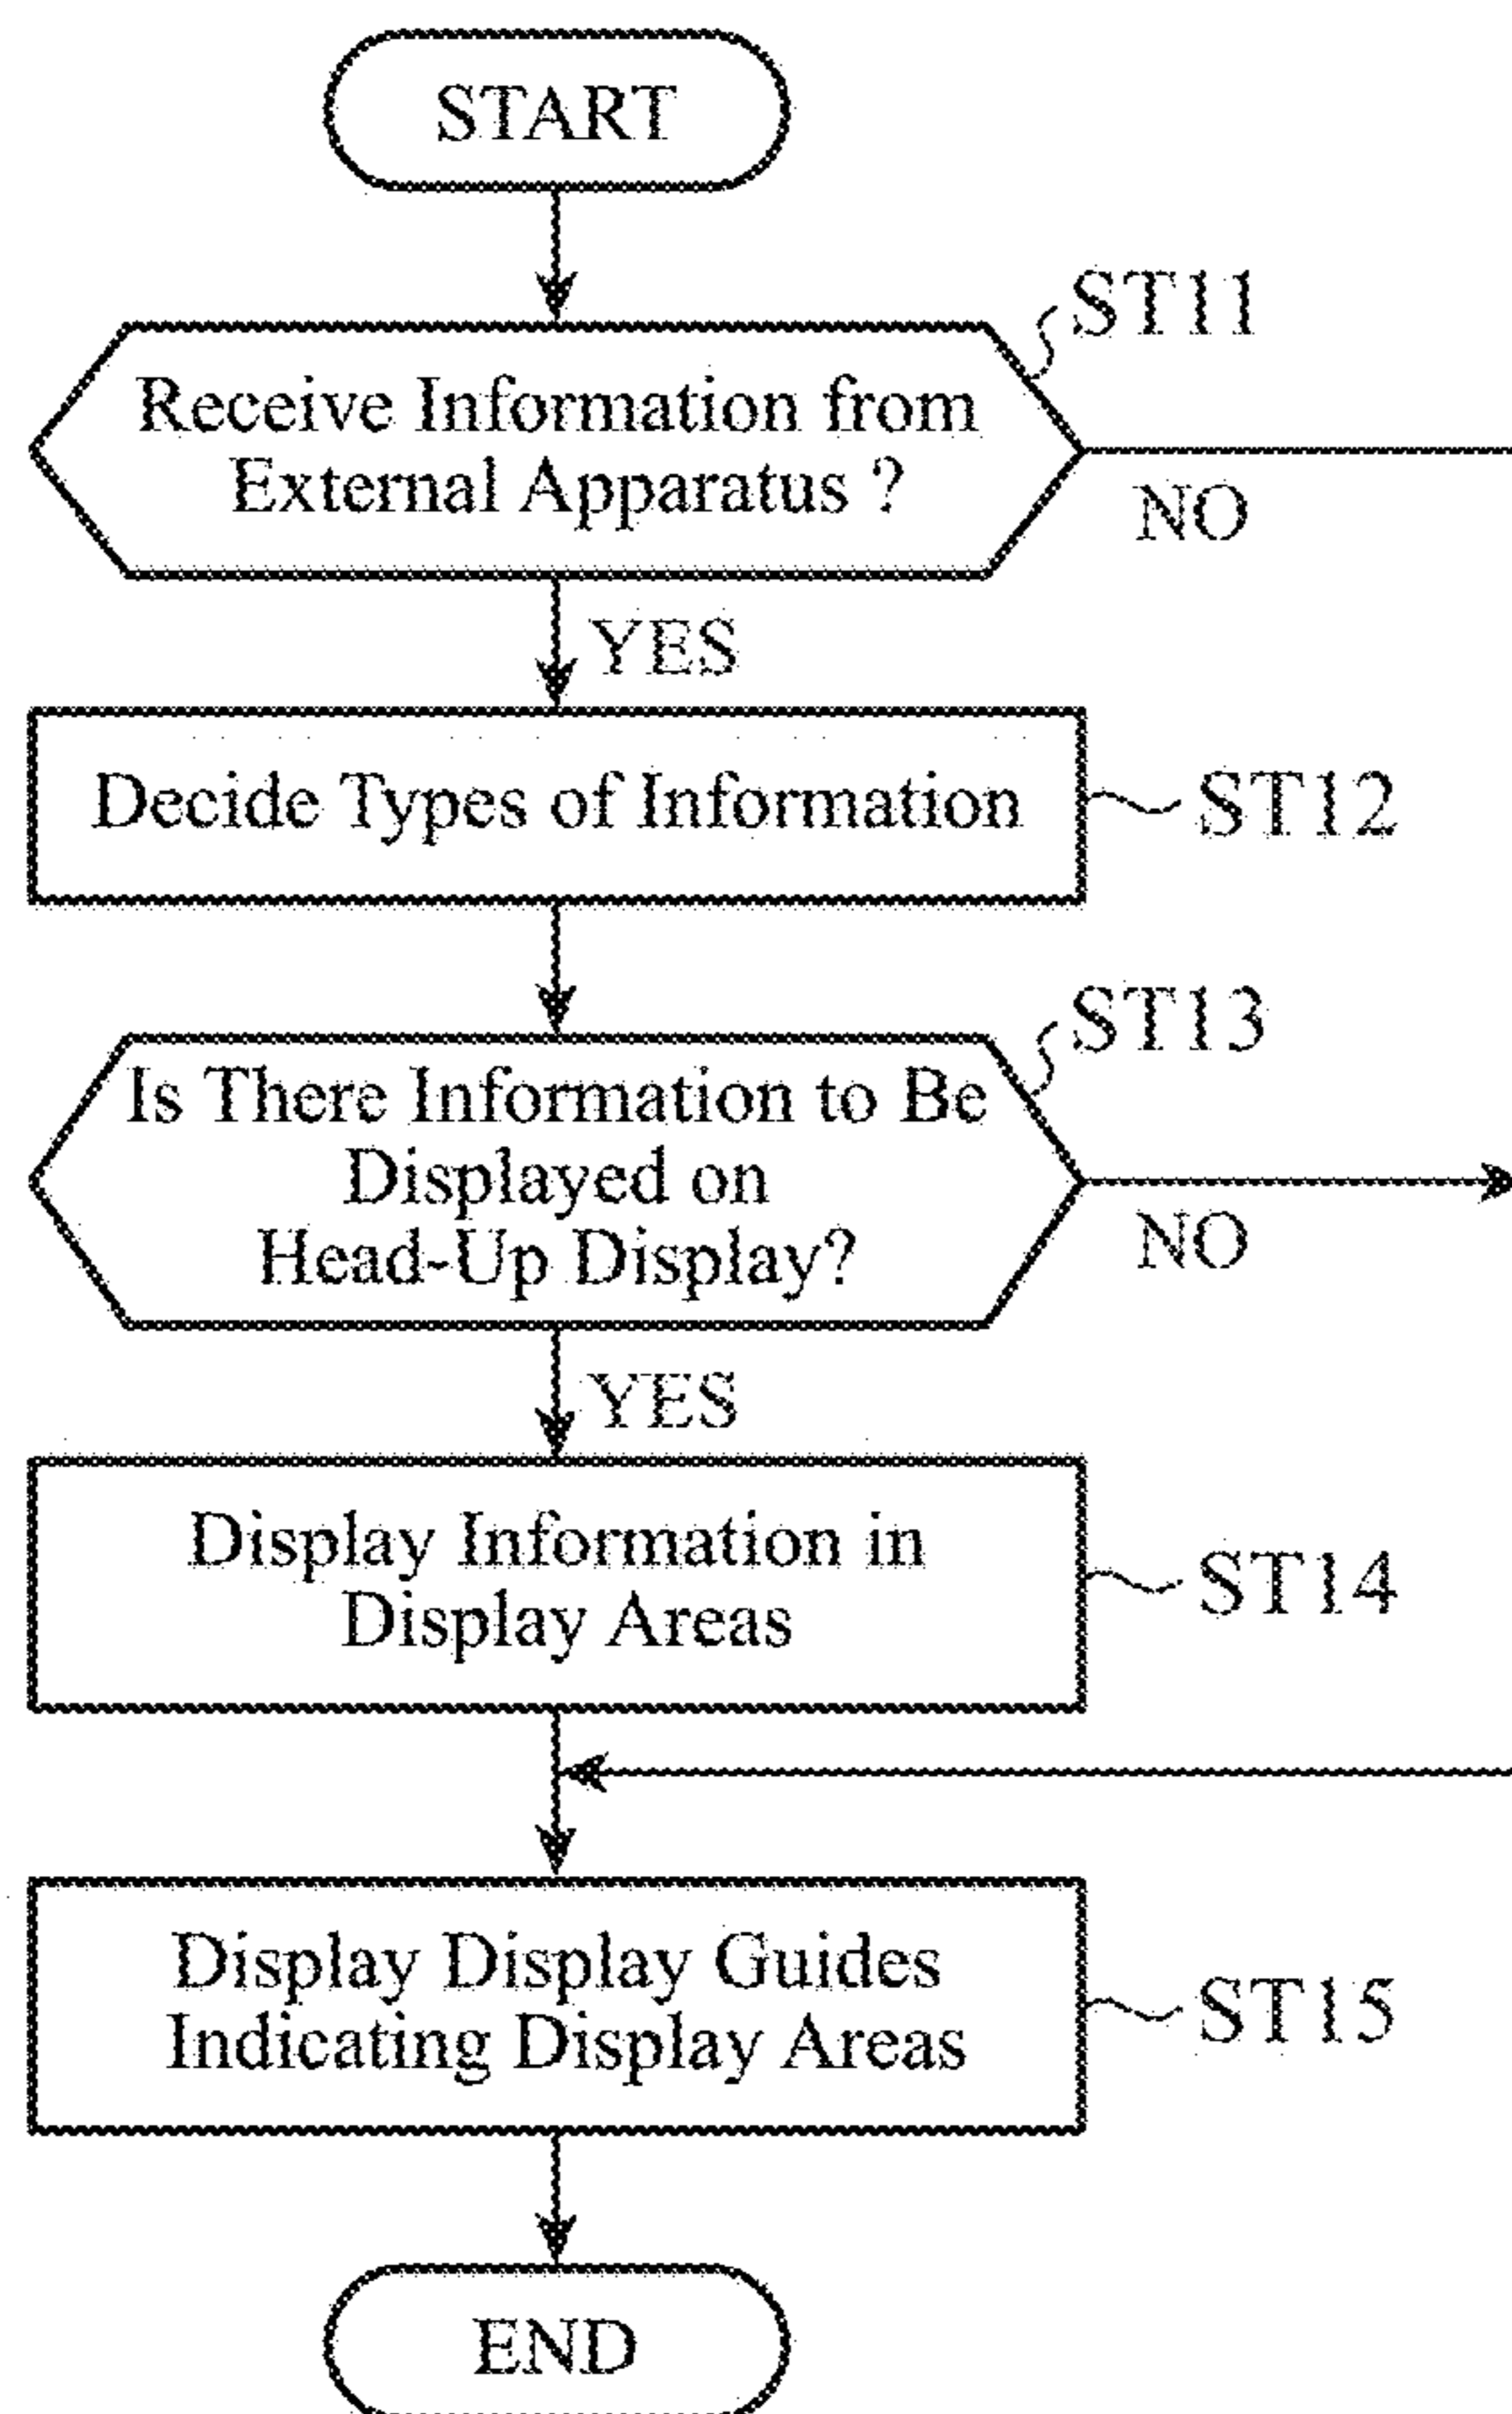 START
ST11
Receive Information from
External Apparatus ?
NO
YES
Decide Types of Information
ST12
ST13
Is There Information to Be
Displayed on
Head-Up Display?
NO
YES
Display Information in
Display Areas
ST14
Display Display Guides
Indicating Display Areas
ST15
END